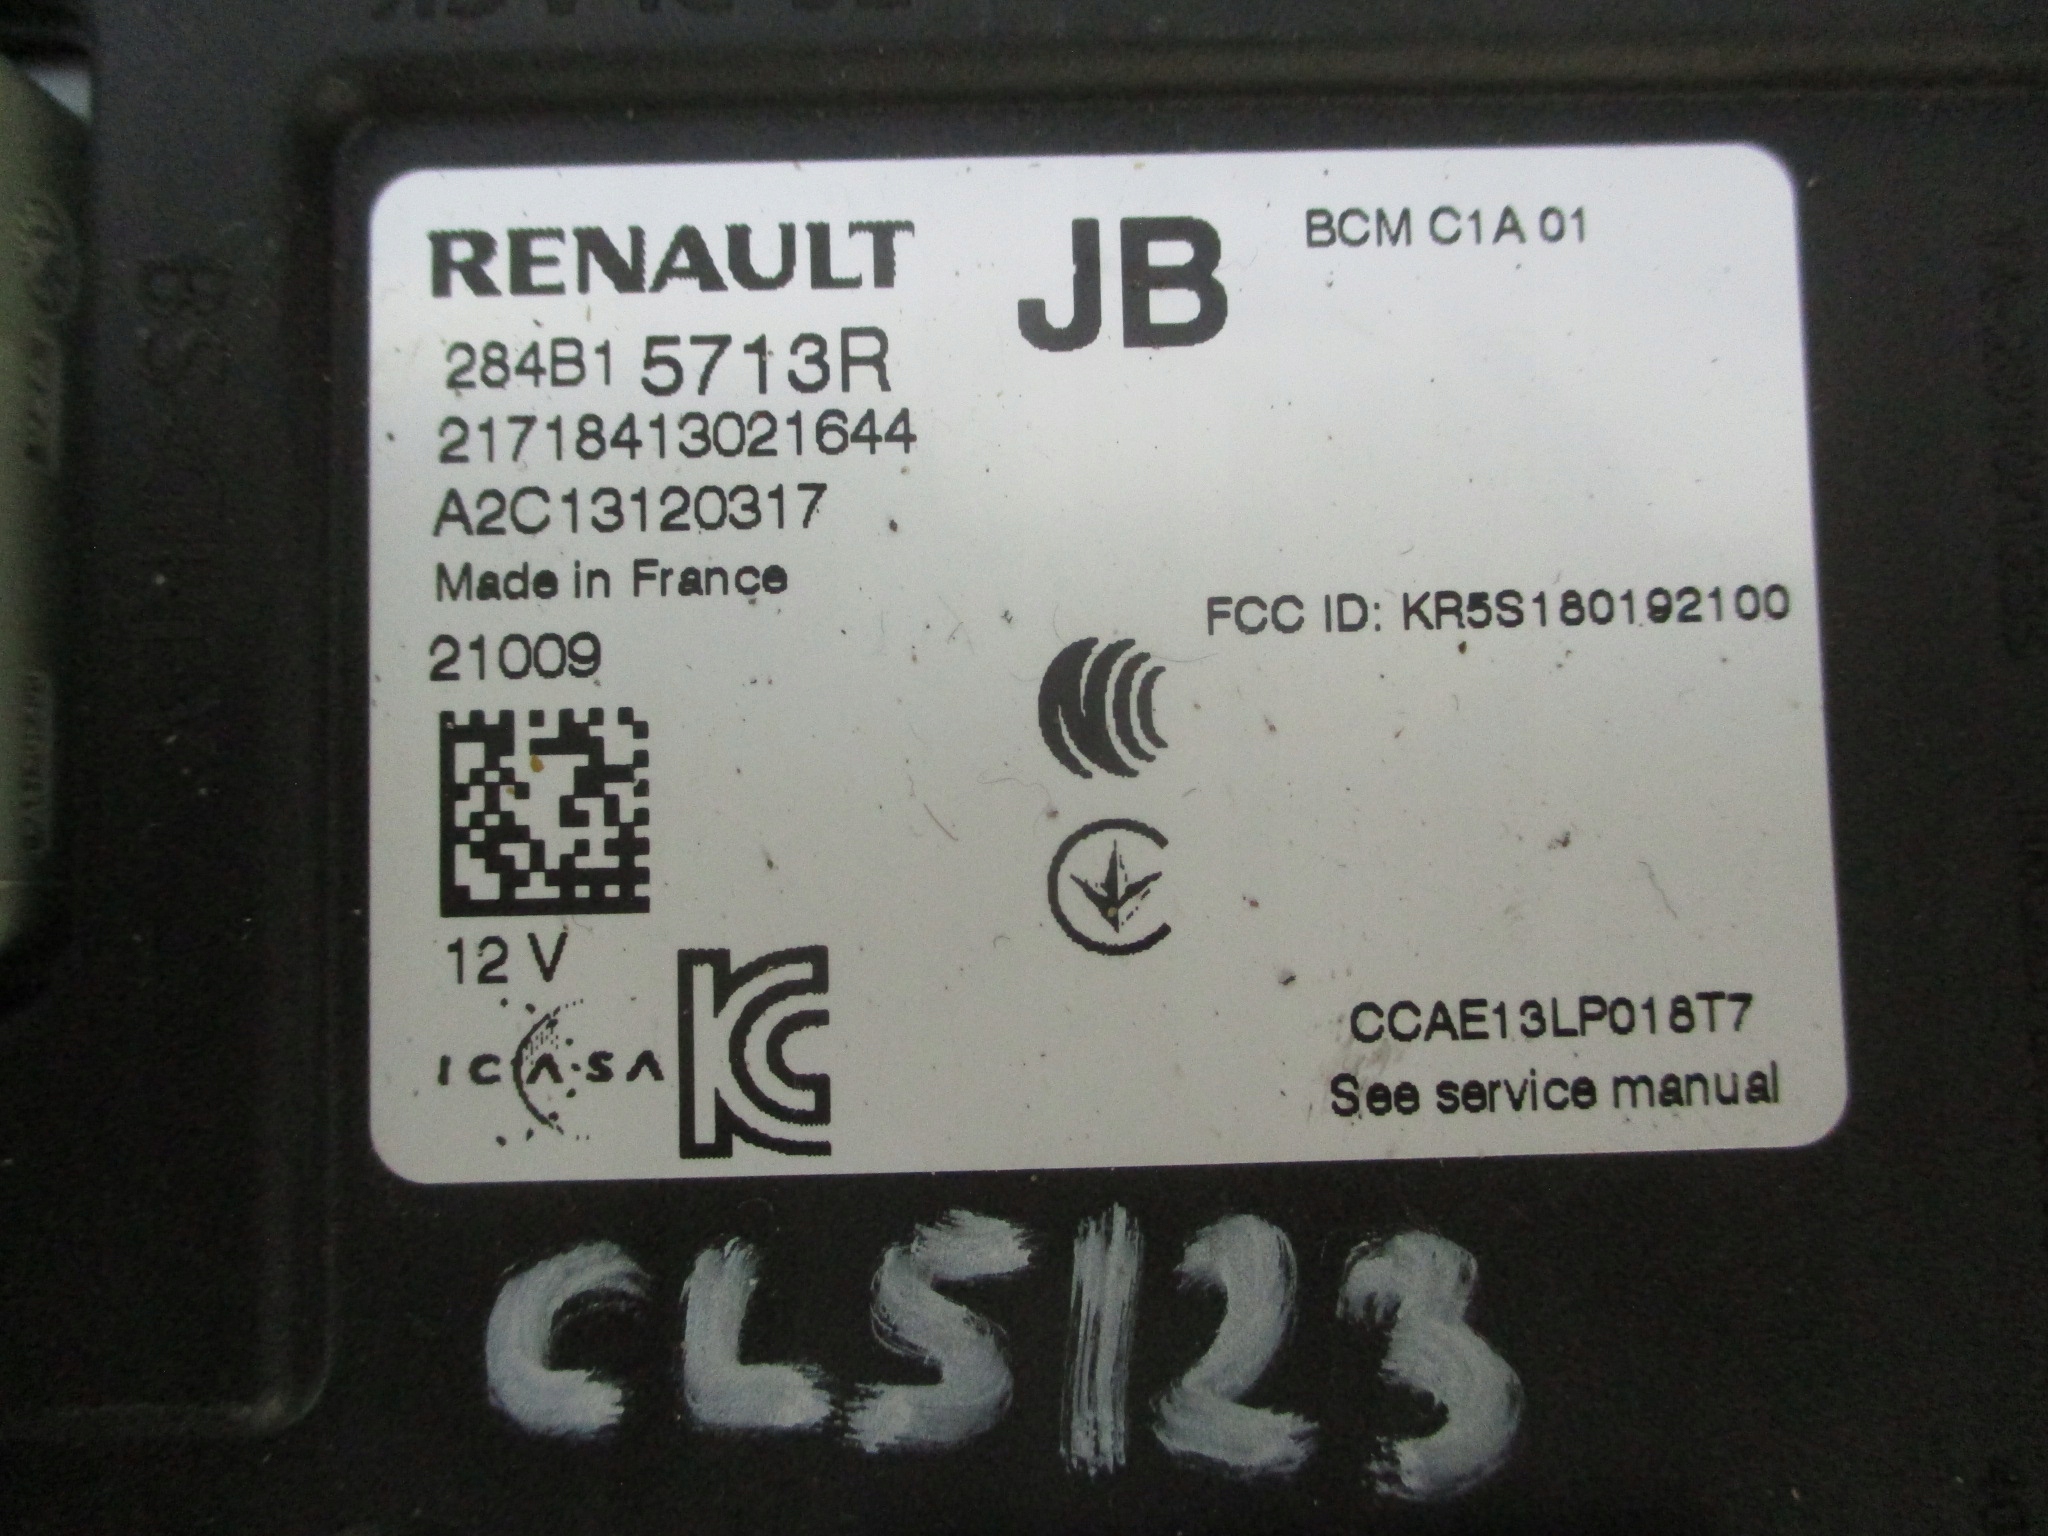 RENAULT JB BCM C1A 01
284B1 5713R
21718413021644
A2C13120317
Made in France
FCC ID: KR5S180192100
21009
12 V
ICASA
CCAE13LP018T7
See service manual
CLS123